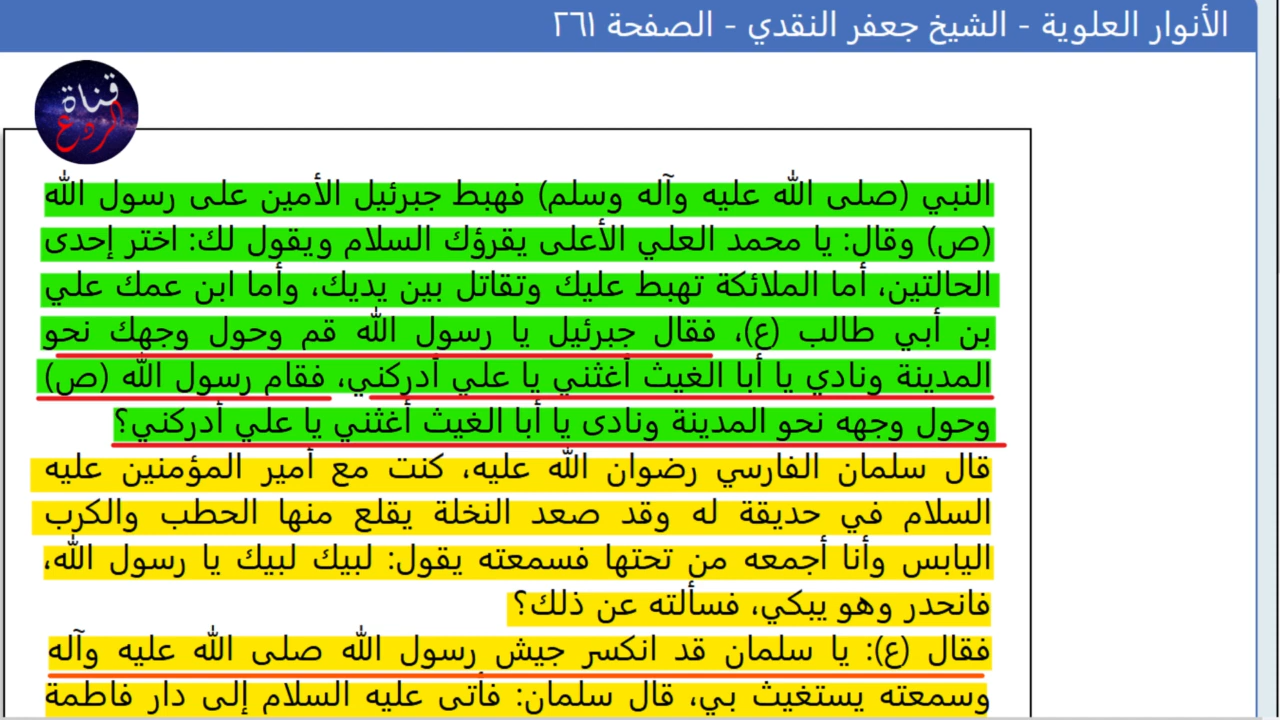 الأنوار العلوية - الشيخ جعفر النقدي - الصفحة ٢٦١
قناة
الردع
النبي (صلى الله عليه وآله وسلم) فهبط جبرئيل الأمين على رسول الله
(ص) وقال: يا محمد العلي الأعلى يقرؤك السلام ويقول لك: اختر إحدى
الحالتين، أما الملائكة تهبط عليك وتقاتل بين يديك، وأما ابن عمك علي
بن أبي طالب (ع)، فقال جبرئيل يا رسول الله قم وحول وجهك نحو
المدينة ونادي يا أبا الغيث أغثني يا علي أدركني، فقام رسول الله (ص)
وحول وجهه نحو المدينة ونادى يا أبا الغيث أغثني يا علي أدركني؟
قال سلمان الفارسي رضوان الله عليه، كنت مع أمير المؤمنين عليه
السلام في حديقة له وقد صعد النخلة يقلع منها الحطب والكرب
اليابس وأنا أجمعه من تحتها فسمعته يقول: لبيك لبيك يا رسول الله،
فانحدر وهو يبكي، فسألته عن ذلك؟
فقال (ع): يا سلمان قد انكسر جيش رسول الله صلى الله عليه وآله
وسمعته يستغيث بي، قال سلمان: فأتى عليه السلام إلى دار فاطمة